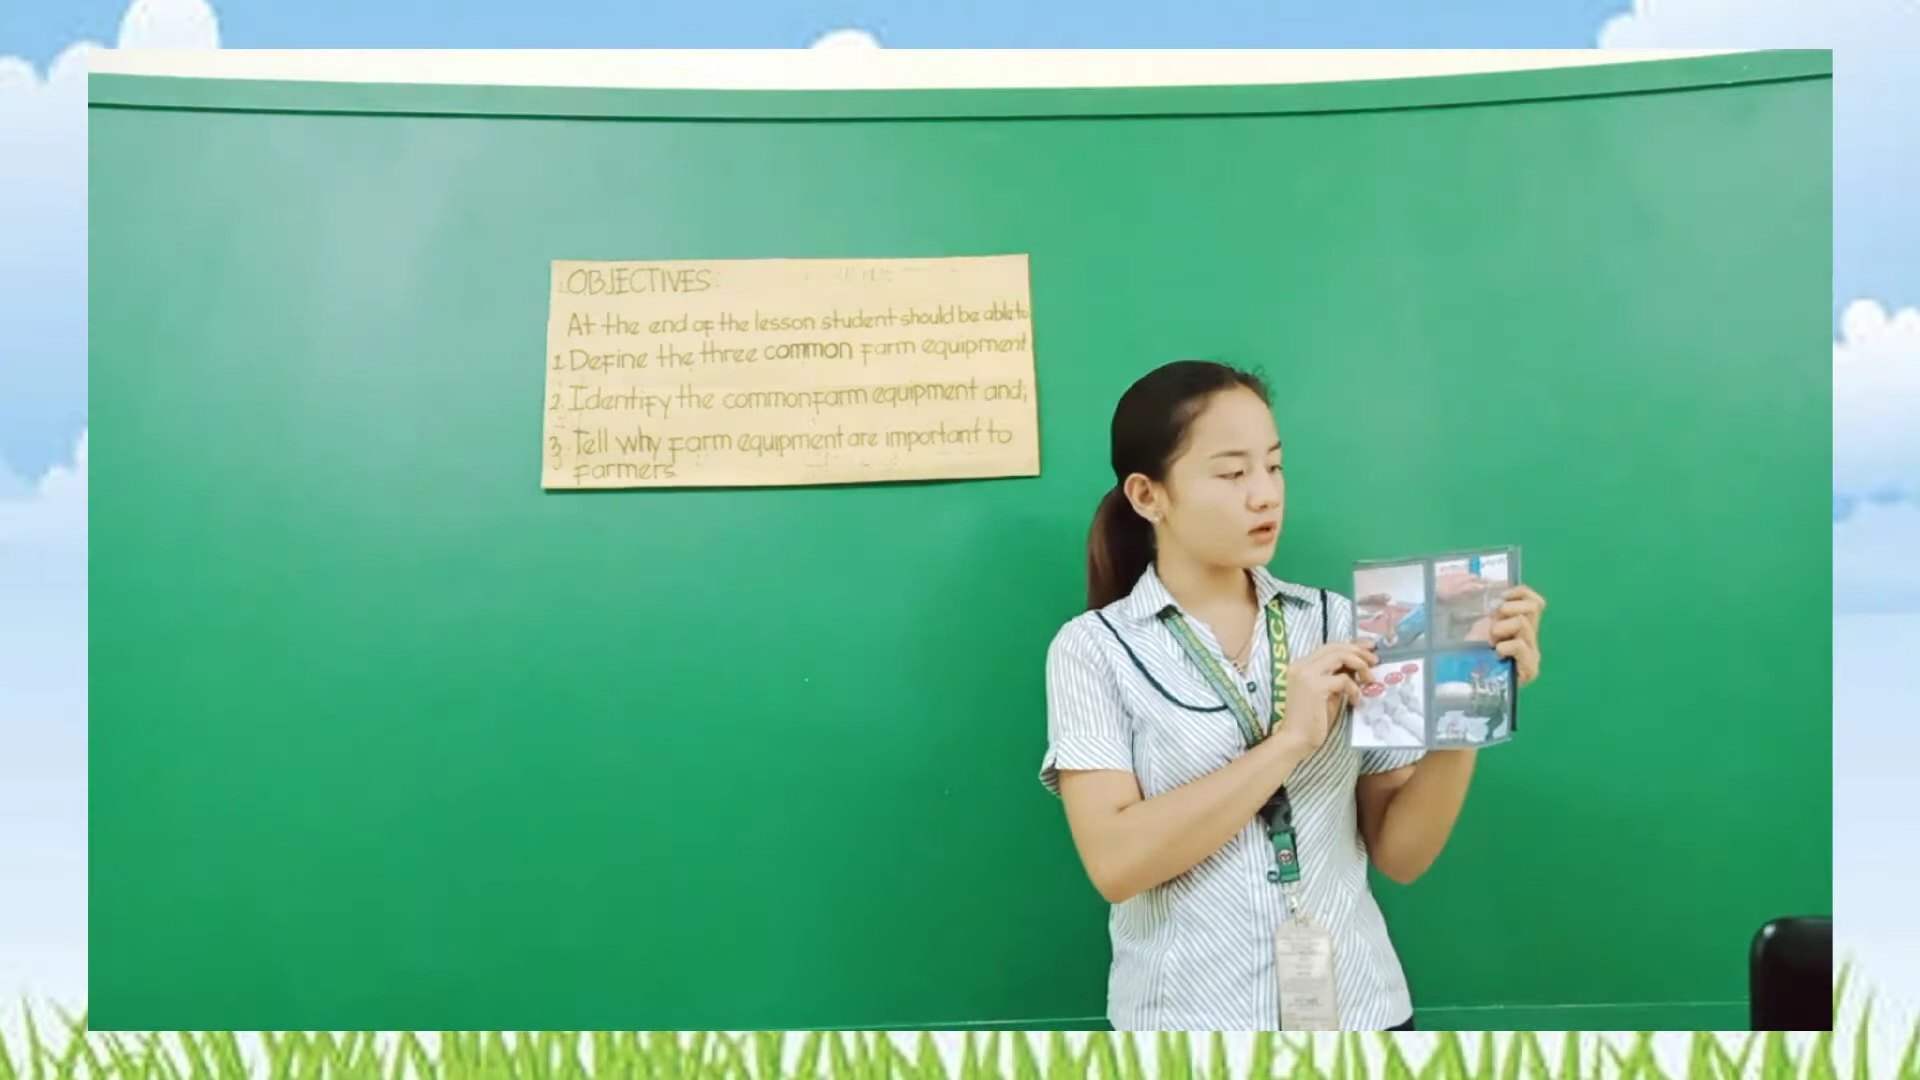 OBJECTIVES:
At the end of the lesson student should be able to
1. Define the three common farm equipment
2. Identify the common farm equipment and;
3. Tell why farm equipment are important to
farmers.
MiNSCA